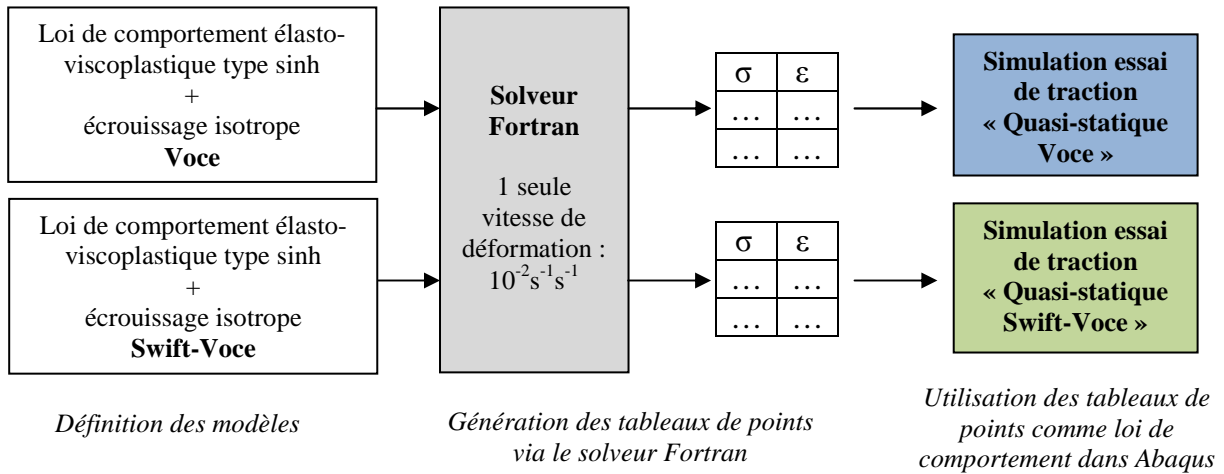 Loi de comportement élasto-
viscoplastique type sinh
+
écrouissage isotrope
Voce
Loi de comportement élasto-
viscoplastique type sinh
+
écrouissage isotrope
Swift-Voce
Solveur
Fortran
1 seule
vitesse de
déformation :
10⁻²s⁻¹s⁻¹
σ ε
… …
… …
σ ε
… …
… …
Simulation essai
de traction
« Quasi-statique
Voce »
Simulation essai
de traction
« Quasi-statique
Swift-Voce »
Définition des modèles
Génération des tableaux de points
via le solveur Fortran
Utilisation des tableaux de
points comme loi de
comportement dans Abaqus